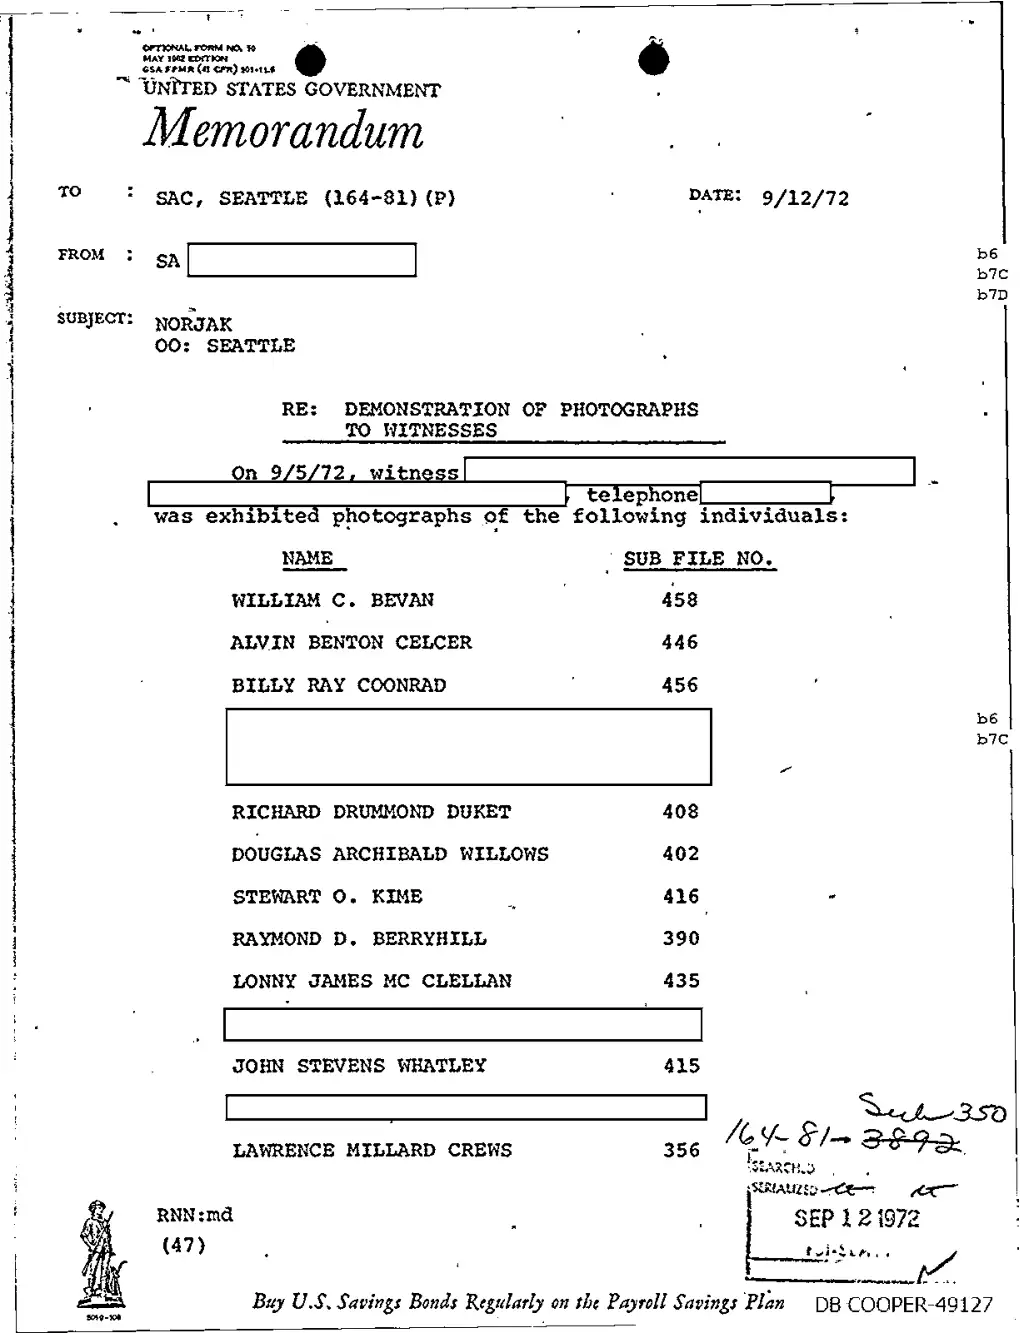 OPTIONAL FORM NO. 10
MAY 1962 EDITION
GSA FPMR (41 CFR) 101-11.6
UNITED STATES GOVERNMENT
Memorandum
TO : SAC, SEATTLE (164-81)(P) DATE: 9/12/72
FROM : SA
b6
b7C
b7D
SUBJECT: NORJAK
OO: SEATTLE
RE: DEMONSTRATION OF PHOTOGRAPHS
TO WITNESSES
On 9/5/72, witness
, telephone ,
was exhibited photographs of the following individuals:
NAME SUB FILE NO.
WILLIAM C. BEVAN 458
ALVIN BENTON CELCER 446
BILLY RAY COONRAD 456
b6
b7C
RICHARD DRUMMOND DUKET 408
DOUGLAS ARCHIBALD WILLOWS 402
STEWART O. KIME 416
RAYMOND D. BERRYHILL 390
LONNY JAMES MC CLELLAN 435
JOHN STEVENS WHATLEY 415
Sub 350
164-81-3892
LAWRENCE MILLARD CREWS 356
SEARCHED
SERIALIZED
RNN:md
SEP 12 1972
(47)
Buy U.S. Savings Bonds Regularly on the Payroll Savings Plan
DB COOPER-49127
5010-108